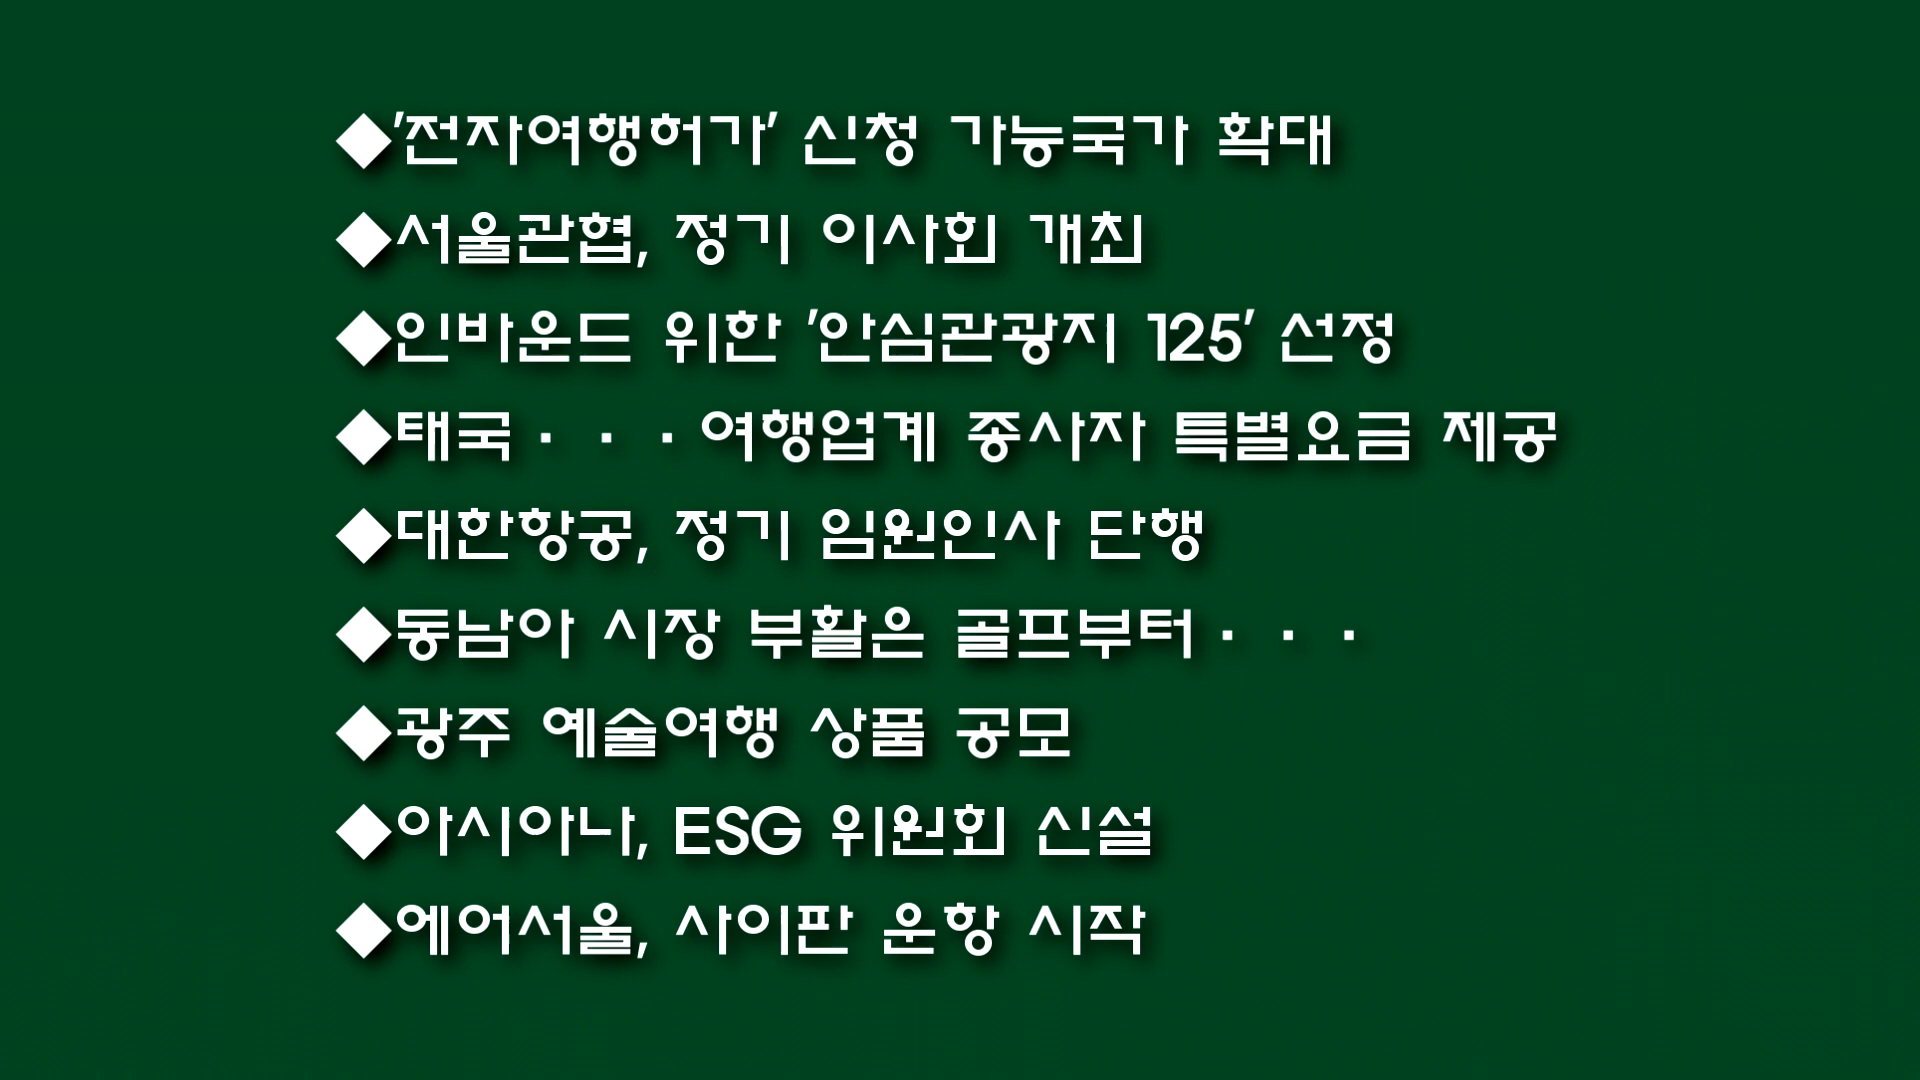 ◆'전자여행허가' 신청 가능국가 확대
◆서울관협, 정기 이사회 개최
◆인바운드 위한 '안심관광지 125' 선정
◆태국···여행업계 종사자 특별요금 제공
◆대한항공, 정기 임원인사 단행
◆동남아 시장 부활은 골프부터···
◆광주 예술여행 상품 공모
◆아시아나, ESG 위원회 신설
◆에어서울, 사이판 운항 시작